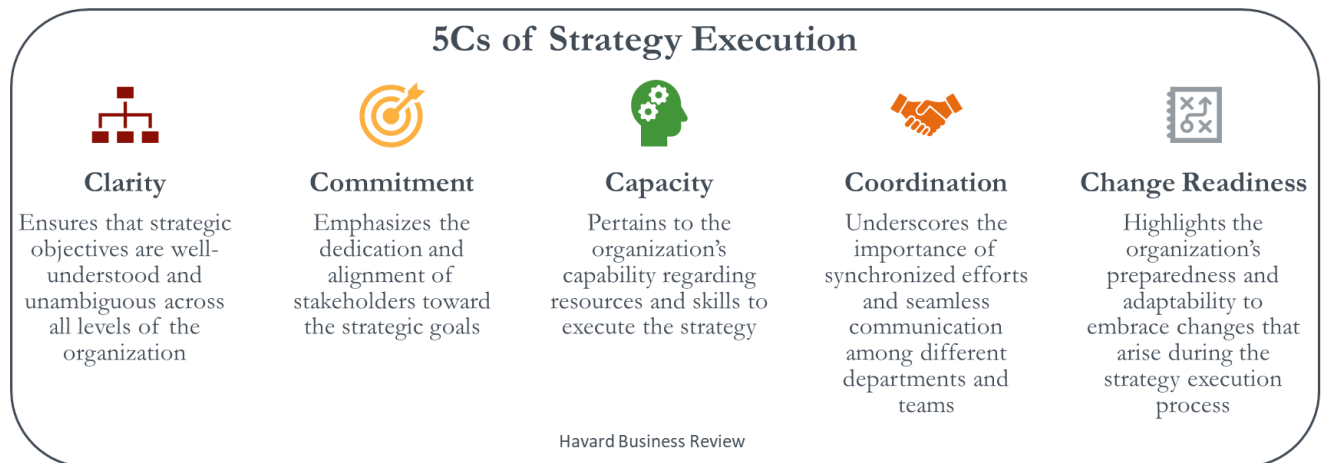 5Cs of Strategy Execution
Clarity
Ensures that strategic
objectives are well-
understood and
unambiguous across
all levels of the
organization
Commitment
Emphasizes the
dedication and
alignment of
stakeholders toward
the strategic goals
Capacity
Pertains to the
organization’s
capability regarding
resources and skills to
execute the strategy
Coordination
Underscores the
importance of
synchronized efforts
and seamless
communication
among different
departments and
teams
Change Readiness
Highlights the
organization’s
preparedness and
adaptability to
embrace changes that
arise during the
strategy execution
process
Havard Business Review